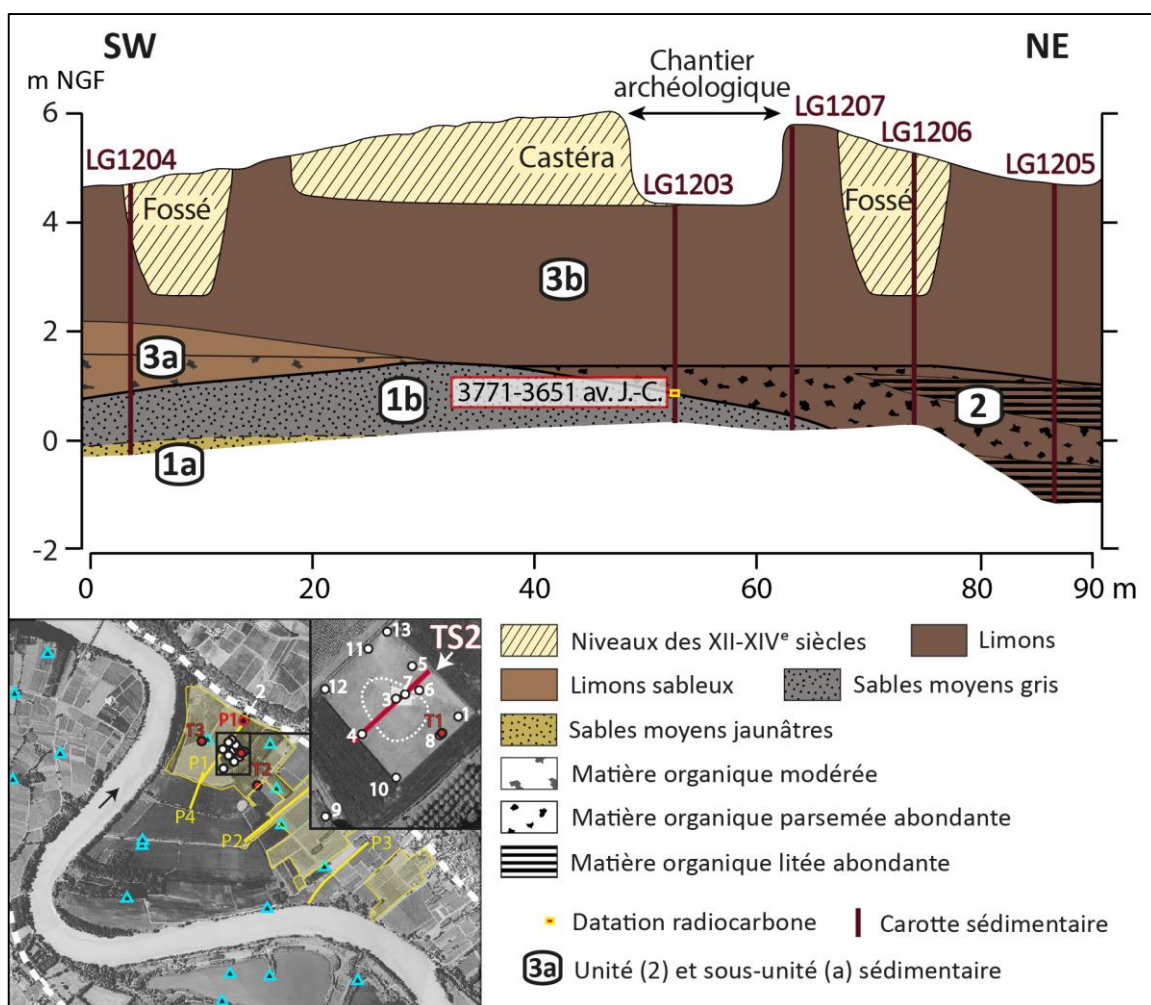 SW
NE
m NGF
Chantier
archéologique
6
4
2
0
-2
LG1204
LG1207
LG1206
LG1205
LG1203
Castéra
Fossé
Fossé
3b
3a
1b
3771-3651 av. J.-C.
2
1a
0
20
40
60
80
90 m
13
TS2
11
5
12
7
3
6
1
4
T1
8
10
9
2
P1
T3
P1
T2
P4
P2
P3
Niveaux des XII-XIVe siècles
Limons
Limons sableux
Sables moyens gris
Sables moyens jaunâtres
Matière organique modérée
Matière organique parsemée abondante
Matière organique litée abondante
Datation radiocarbone
Carotte sédimentaire
3a
Unité (2) et sous-unité (a) sédimentaire